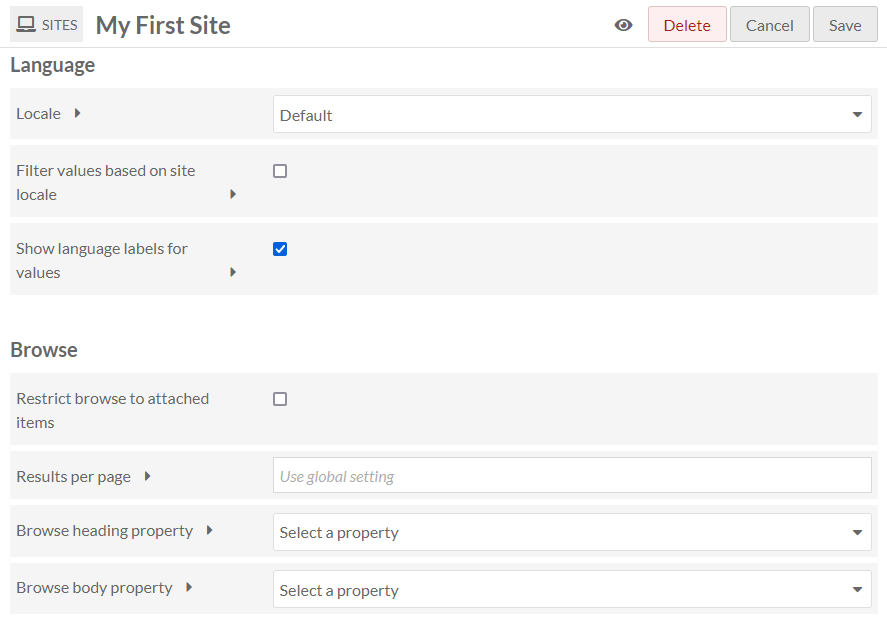 SITES My First Site Delete Cancel Save
Language
Locale Default
Filter values based on site
locale
Show language labels for
values
Browse
Restrict browse to attached
items
Results per page Use global setting
Browse heading property Select a property
Browse body property Select a property